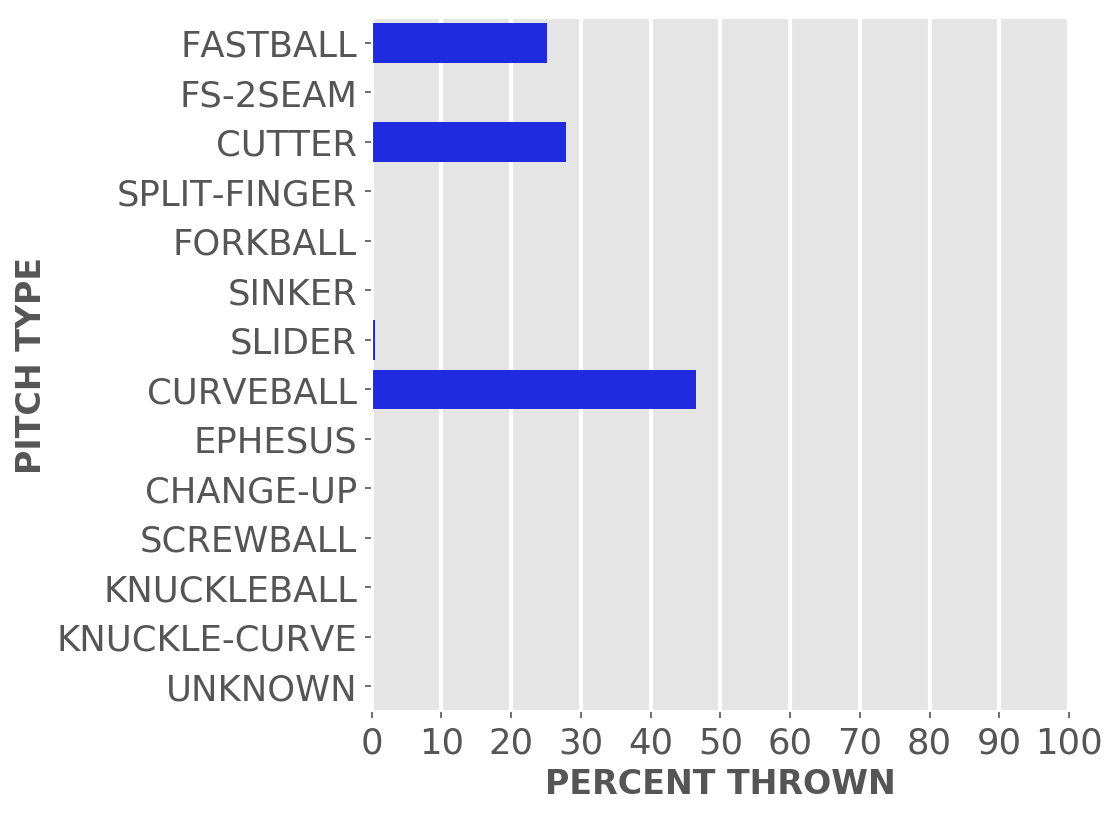 FASTBALL
FS-2SEAM
CUTTER
SPLIT-FINGER
FORKBALL
SINKER
SLIDER
CURVEBALL
EPHESUS
CHANGE-UP
SCREWBALL
KNUCKLEBALL
KNUCKLE-CURVE
UNKNOWN
PITCH TYPE
0 10 20 30 40 50 60 70 80 90 100
PERCENT THROWN